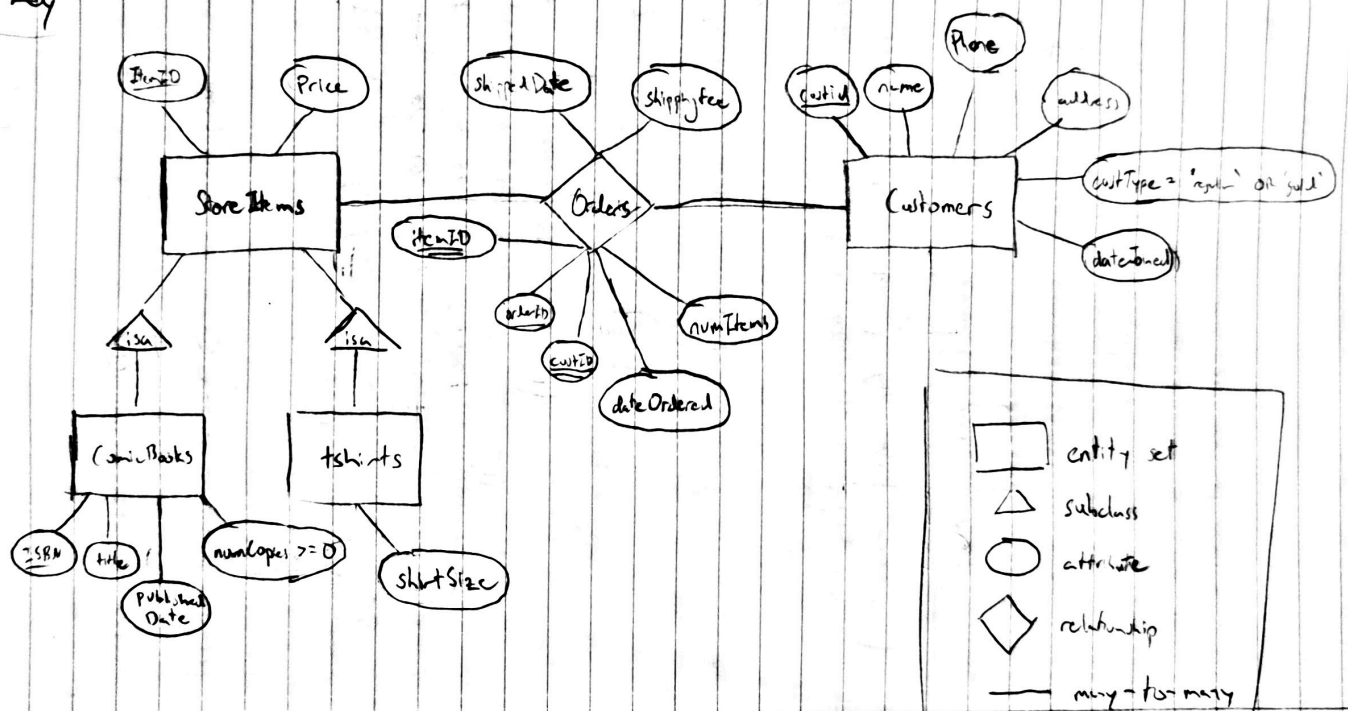 ItemID
Price
shippedDate
shippingFee
custid
name
Phone
address
StoreItems
Orders
Customers
custType = 'regular' OR 'gold'
dateJoined
itemID
orderID
custID
dateOrdered
numItems
isa
isa
ComicBooks
tshirts
ISBN
title
published
Date
numCopies >= 0
shirtSize
entity set
subclass
attribute
relationship
many-to-many